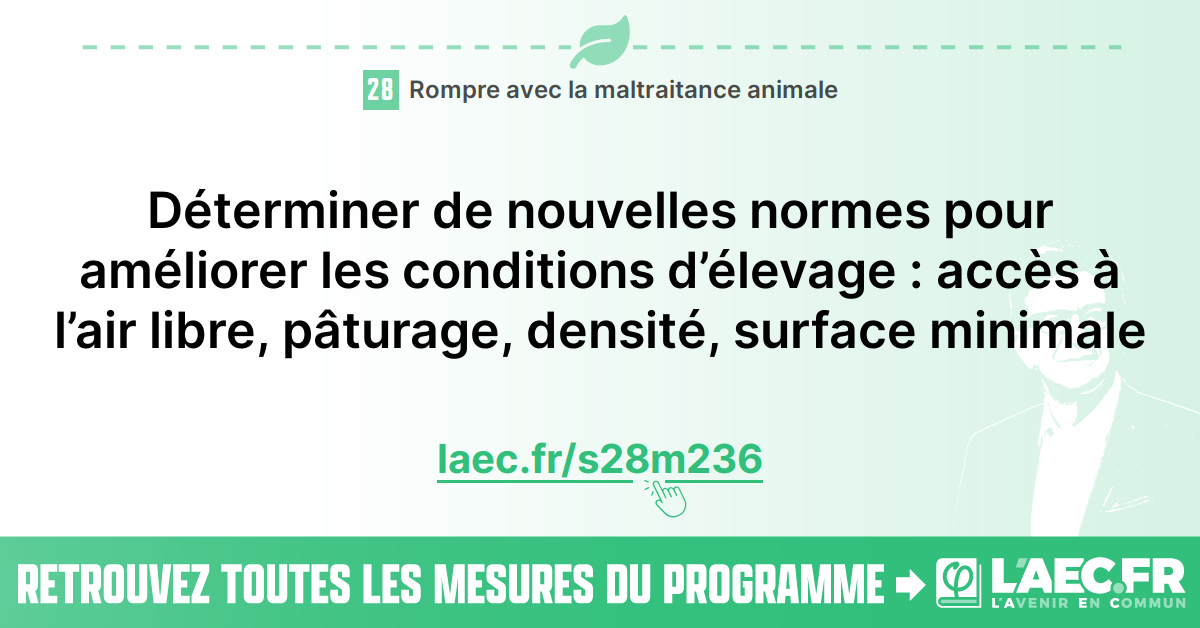 28 Rompre avec la maltraitance animale
Déterminer de nouvelles normes pour
améliorer les conditions d’élevage : accès à
l’air libre, pâturage, densité, surface minimale
laec.fr/s28m236
RETROUVEZ TOUTES LES MESURES DU PROGRAMME
φ L'AEC.FR
L'AVENIR EN COMMUN